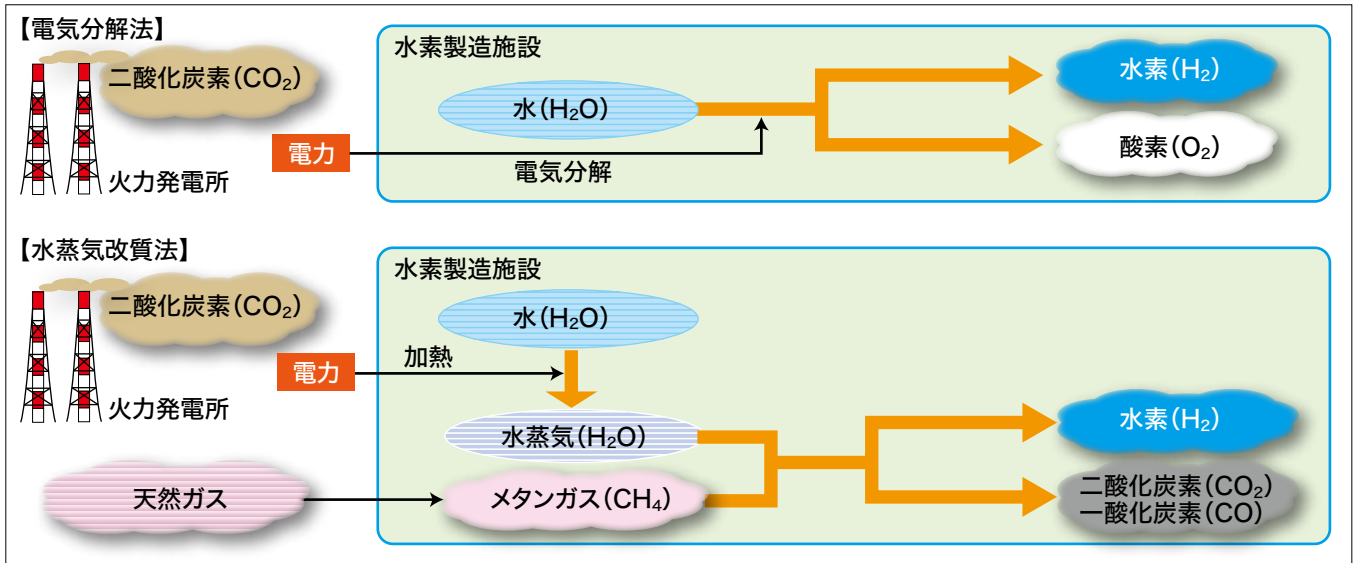 【電気分解法】
二酸化炭素(CO₂)
火力発電所
電力
水素製造施設
水(H₂O)
電気分解
水素(H₂)
酸素(O₂)
【水蒸気改質法】
二酸化炭素(CO₂)
火力発電所
電力
天然ガス
水素製造施設
水(H₂O)
加熱
水蒸気(H₂O)
メタンガス(CH₄)
水素(H₂)
二酸化炭素(CO₂)
一酸化炭素(CO)